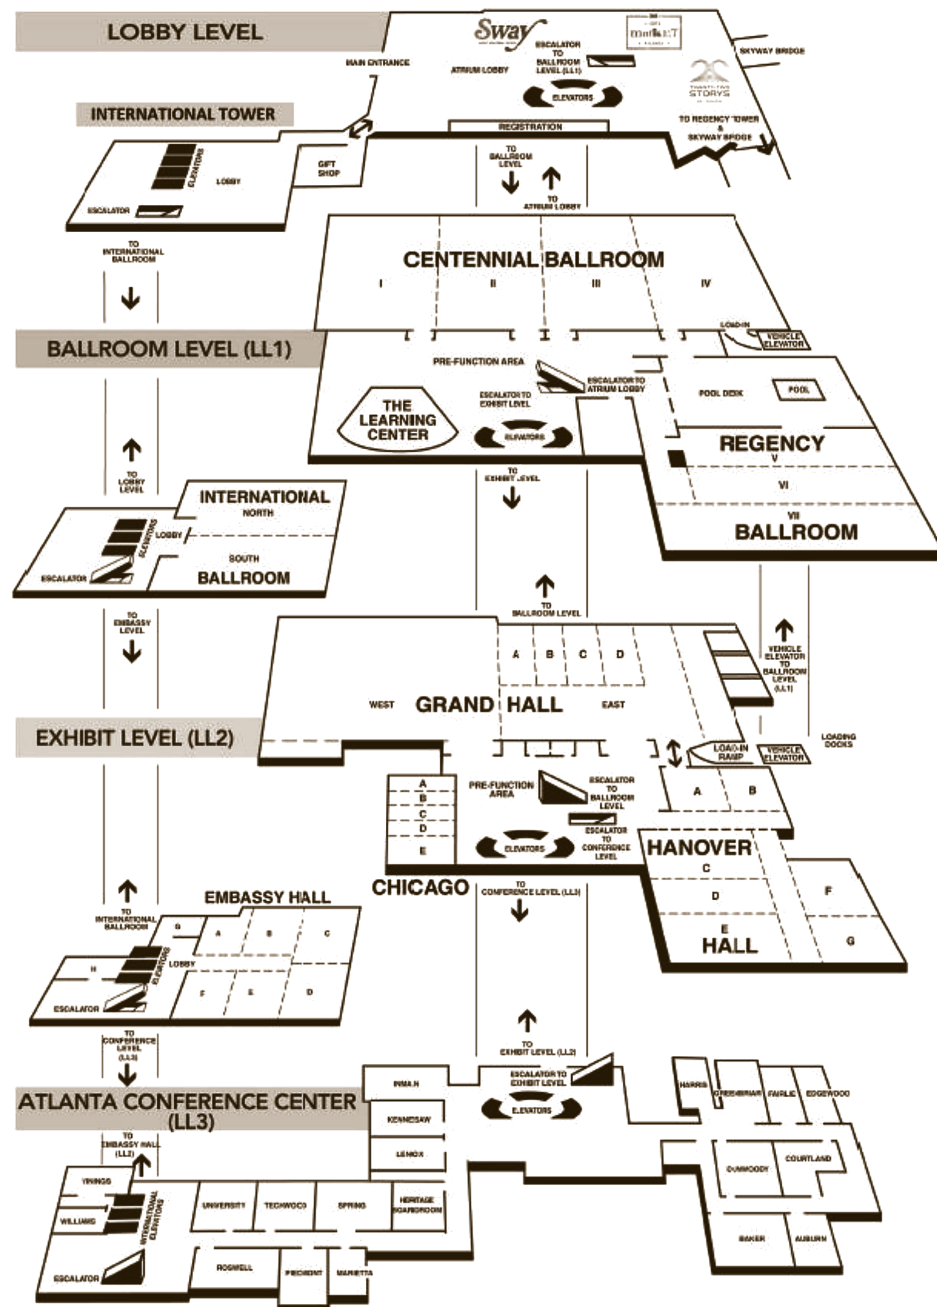 LOBBY LEVEL
Sway
MARKET
ESCALATOR
TO
BALLROOM
LEVEL (LL1)
SKYWAY BRIDGE
MAIN ENTRANCE
ATRIUM LOBBY
ELEVATORS
TWENTY-TWO
STORYS
INTERNATIONAL TOWER
REGISTRATION
TO REGENCY TOWER
&
SKYWAY BRIDGE
ELEVATORS
LOBBY
GIFT
SHOP
ESCALATOR
TO
BALLROOM
LEVEL
TO
ATRIUM LOBBY
TO
INTERNATIONAL
BALLROOM
CENTENNIAL BALLROOM
I
II
III
IV
LOAD-IN
VEHICLE
ELEVATOR
BALLROOM LEVEL (LL1)
PRE-FUNCTION AREA
ESCALATOR TO
ATRIUM LOBBY
ESCALATOR TO
EXHIBIT LEVEL
POOL DESK
POOL
THE
LEARNING
CENTER
ELEVATORS
REGENCY
V
VI
VII
BALLROOM
TO
LOBBY
LEVEL
TO
EXHIBIT LEVEL
INTERNATIONAL
NORTH
ELEVATORS
LOBBY
SOUTH
BALLROOM
ESCALATOR
TO
EMBASSY
LEVEL
TO
BALLROOM LEVEL
VEHICLE
ELEVATOR
TO
BALLROOM
LEVEL
(LL1)
A
B
C
D
WEST
GRAND HALL
EAST
EXHIBIT LEVEL (LL2)
LOADING
DOCKS
LOAD-IN
RAMP
VEHICLE
ELEVATOR
PRE-FUNCTION
AREA
ESCALATOR
TO
BALLROOM
LEVEL
A
B
C
D
E
A
B
ESCALATOR
TO
CONFERENCE
LEVEL
ELEVATORS
HANOVER
C
D
E
HALL
F
G
CHICAGO
TO
CONFERENCE LEVEL (LL3)
TO
INTERNATIONAL
BALLROOM
EMBASSY HALL
G
A
B
C
H
ELEVATORS
LOBBY
F
E
D
ESCALATOR
TO
CONFERENCE
LEVEL
(LL3)
TO
EXHIBIT LEVEL (LL2)
ESCALATOR TO
EXHIBIT LEVEL
ELEVATORS
ATLANTA CONFERENCE CENTER
(LL3)
INMAN
KENNESAW
LENOX
HARRIS
GREENBRIAR
FAIRLIE
EDGEWOOD
DUNWOODY
COURTLAND
BAKER
AUBURN
TO
EMBASSY HALL
(LL2)
VININGS
WILLIAMS
INTERNATIONAL
ELEVATORS
UNIVERSITY
TECHWOOD
SPRING
HERITAGE
BOARDROOM
ESCALATOR
ROSWELL
PIEDMONT
MARIETTA